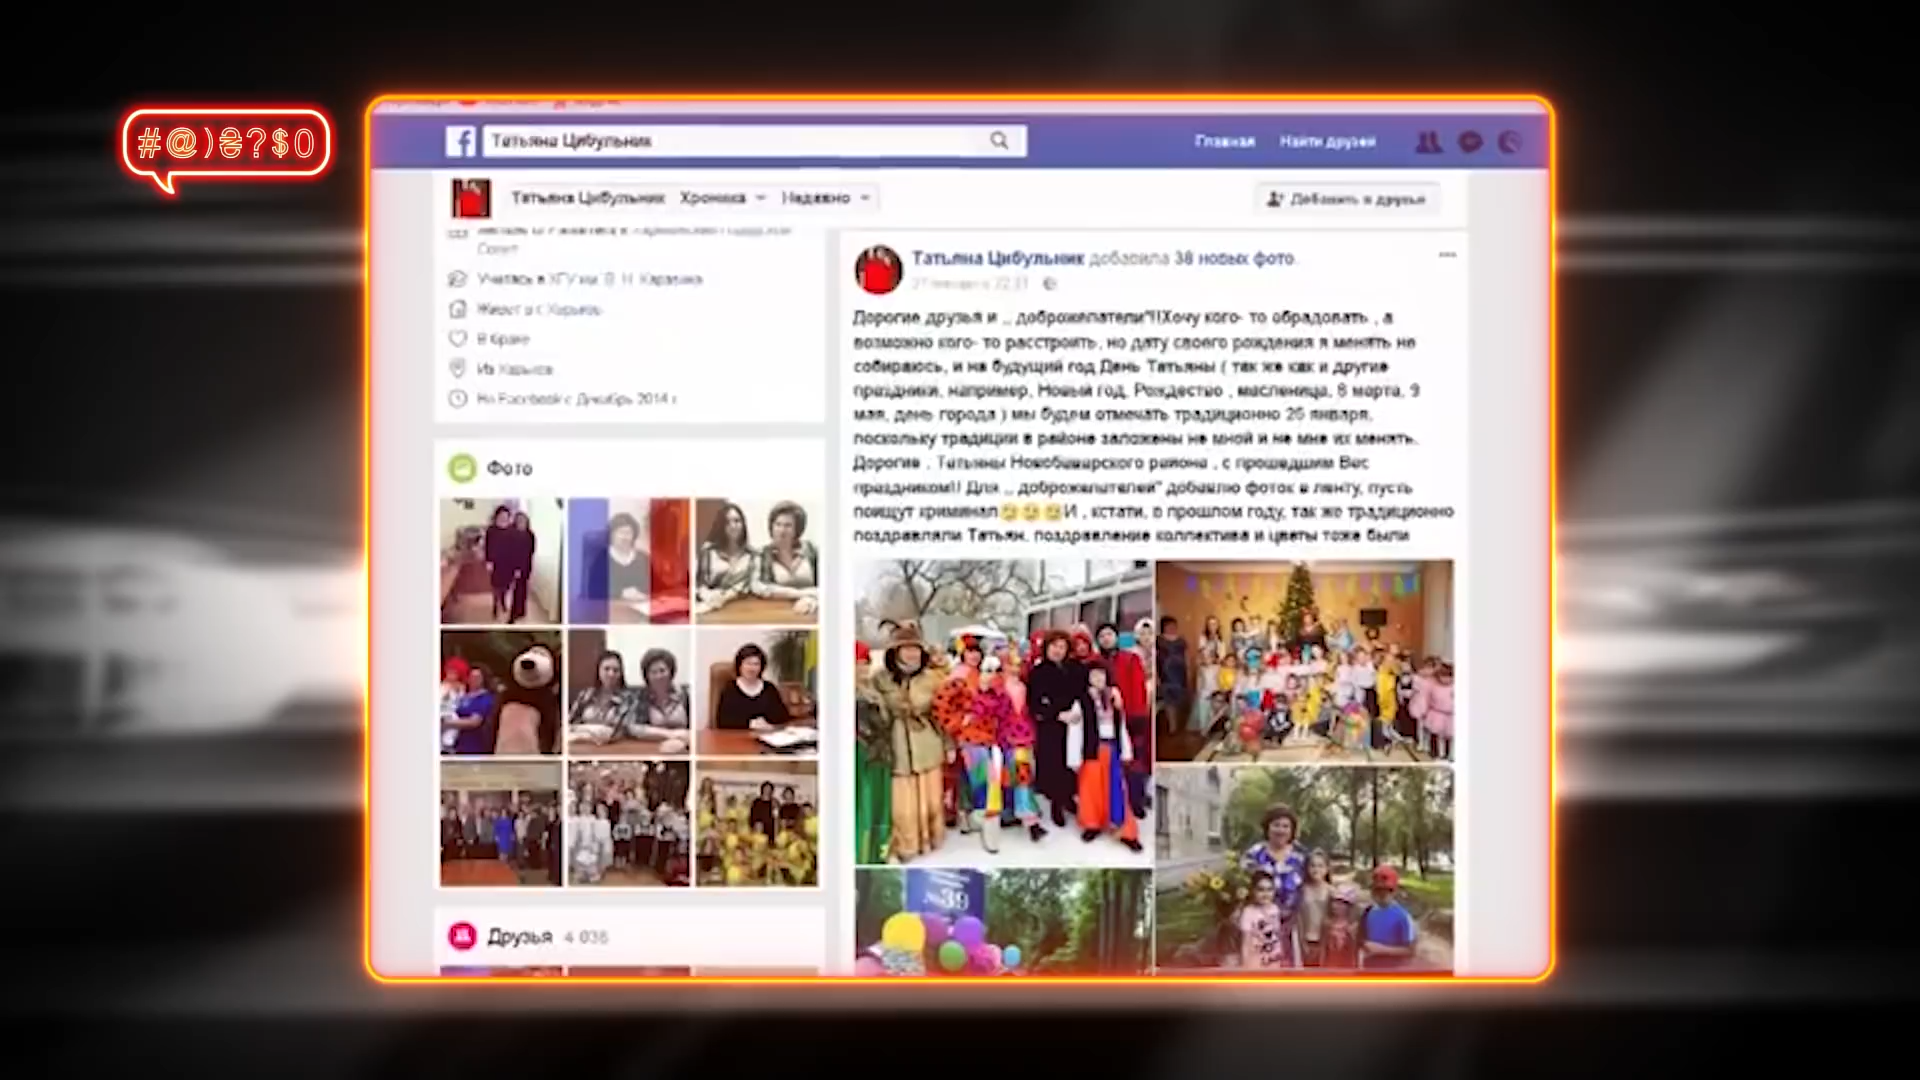 #@)₴?$0
Татьяна Цибульник
Главная Найти друзей
Татьяна Цибульник Хроника Недавно
Добавить в друзья
Совет
Училась в ХГУ им. В. Н. Каразина
Живет в г. Харьков
В браке
Из Харьков
На Facebook с Декабрь 2014 г.
Фото
Друзья 4 036
Татьяна Цибульник добавила 38 новых фото.
Дорогие друзья и ,, доброжелатели"!!Хочу кого- то обрадовать , а
возможно кого- то расстроить, но дату своего рождения я менять не
собираюсь, и на будущий год День Татьяны ( так же как и другие
праздники, например, Новый год, Рождество , масленица, 8 марта, 9
мая, день города ) мы будем отмечать традиционно 25 января,
поскольку традиции в районе заложены не мной и не мне их менять.
Дорогие , Татьяны Новобаварского района , с прошедшим Вас
праздником!! Для ,, доброжелателей" добавлю фоток в ленту, пусть
поищут криминал И , кстати, в прошлом году, так же традиционно
поздравляли Татьян, поздравление коллектива и цветы тоже были
№39